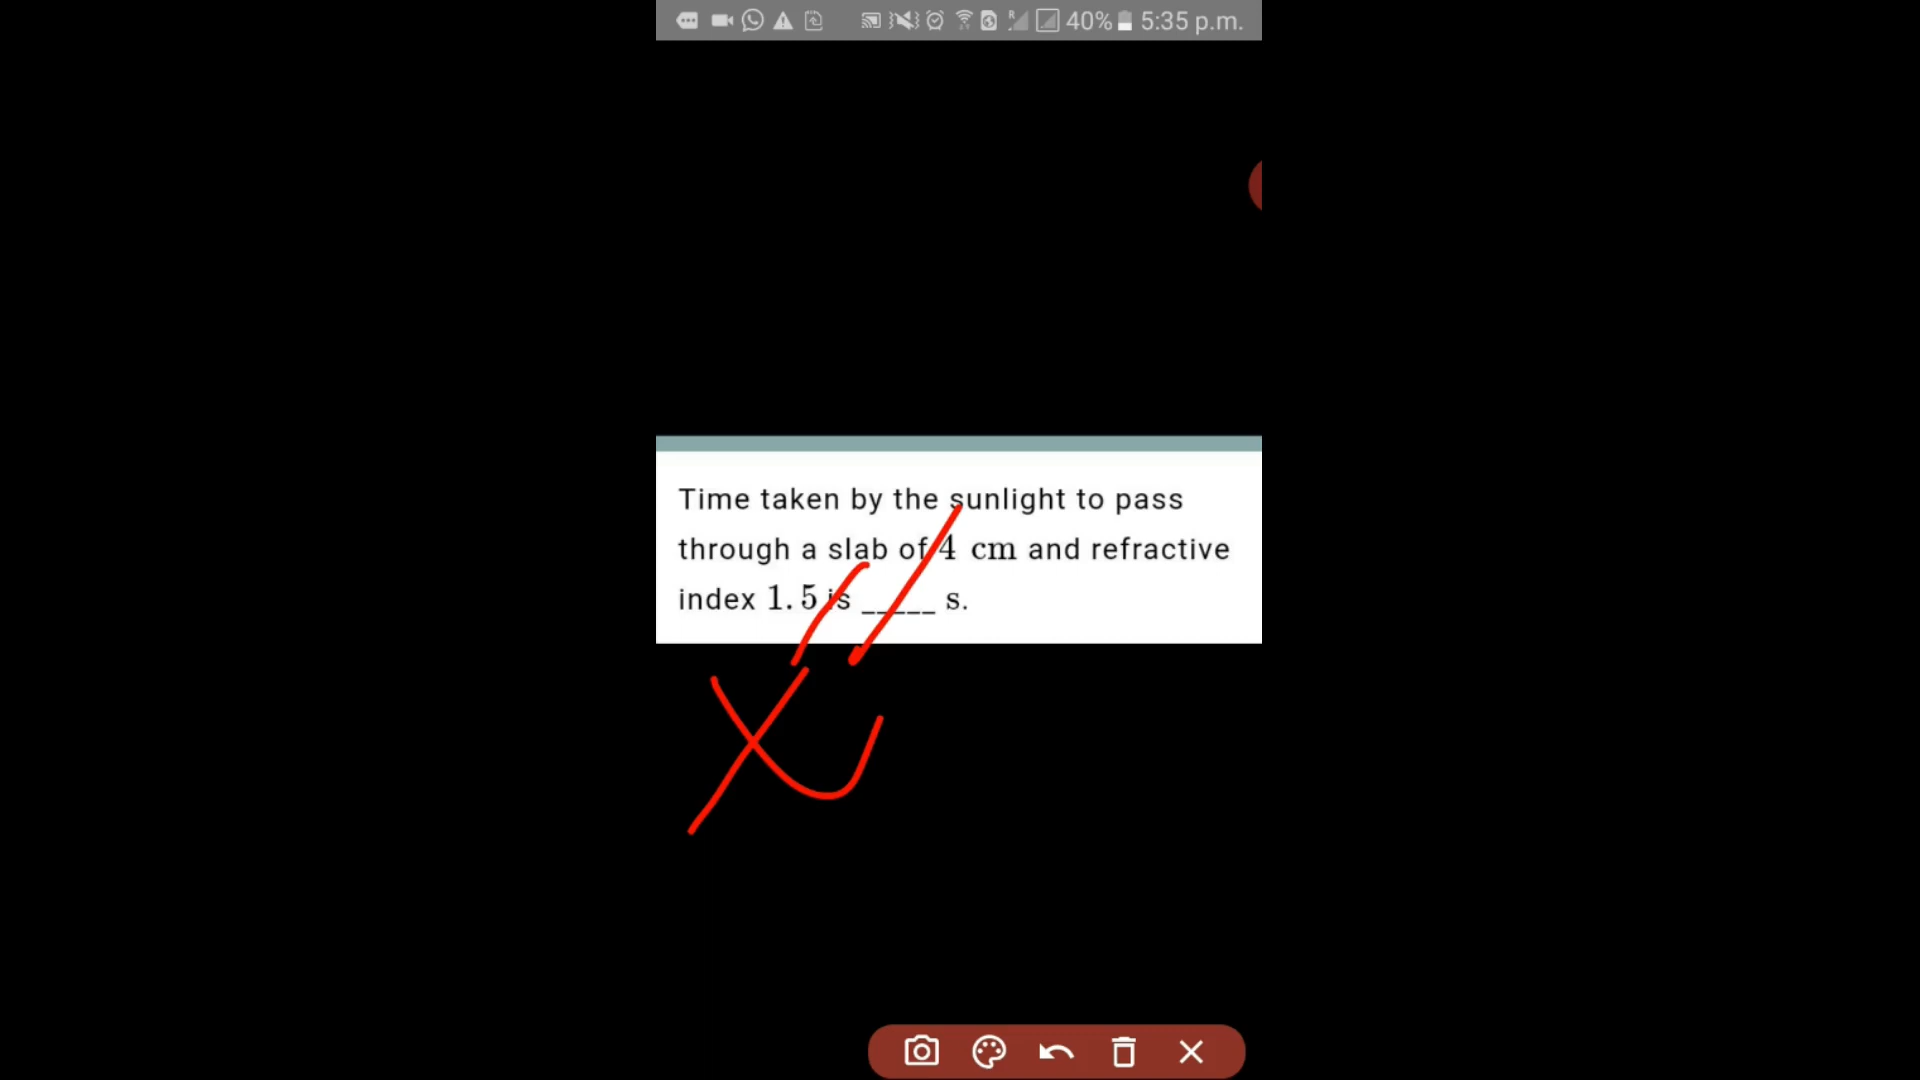 40% 5:35 p.m.
Time taken by the sunlight to pass
through a slab of 4 cm and refractive
index 1.5 is _____ s.